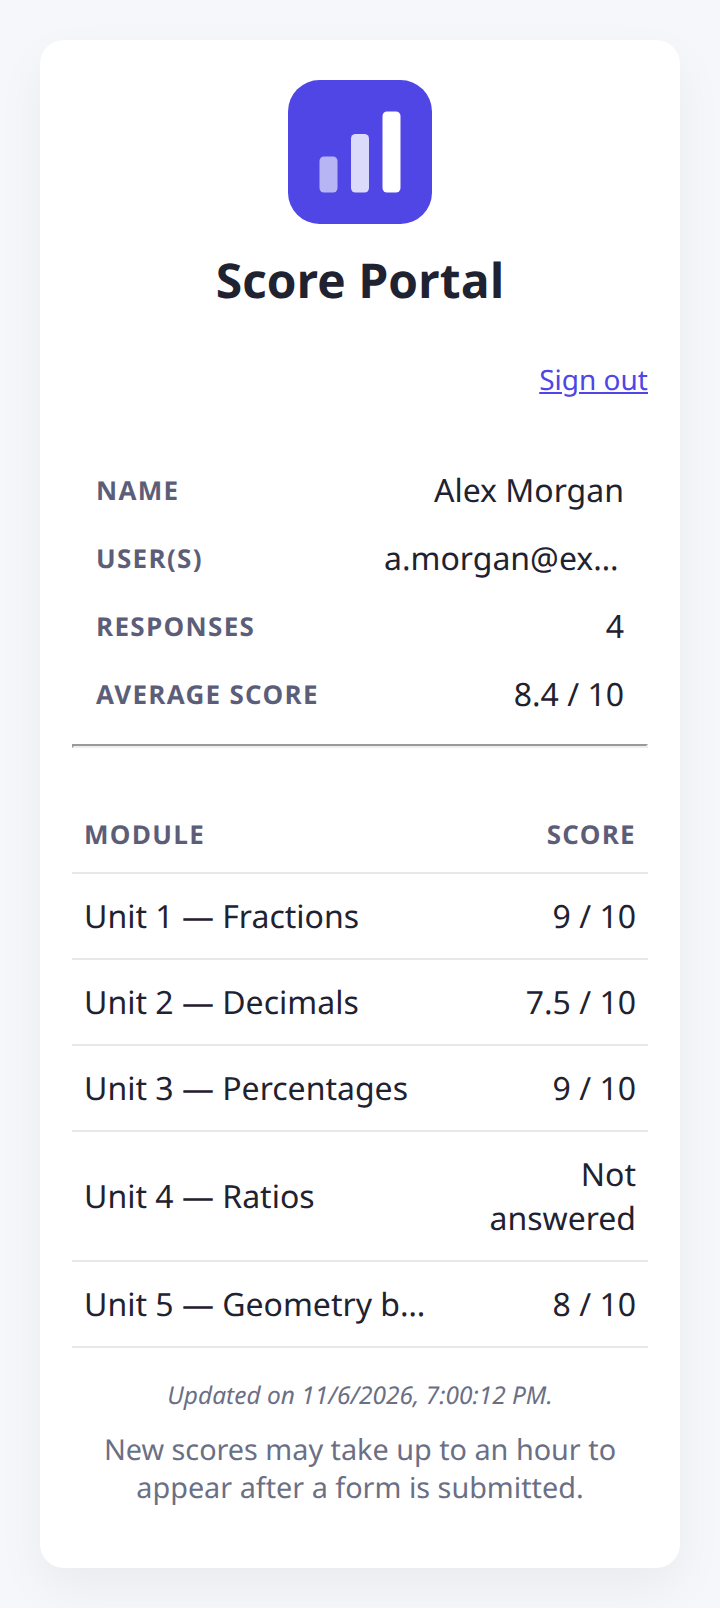 Score Portal
Sign out
NAME Alex Morgan
USER(S) a.morgan@ex...
RESPONSES 4
AVERAGE SCORE 8.4 / 10
MODULE SCORE
Unit 1 — Fractions 9 / 10
Unit 2 — Decimals 7.5 / 10
Unit 3 — Percentages 9 / 10
Unit 4 — Ratios Not
answered
Unit 5 — Geometry b... 8 / 10
Updated on 11/6/2026, 7:00:12 PM.
New scores may take up to an hour to
appear after a form is submitted.